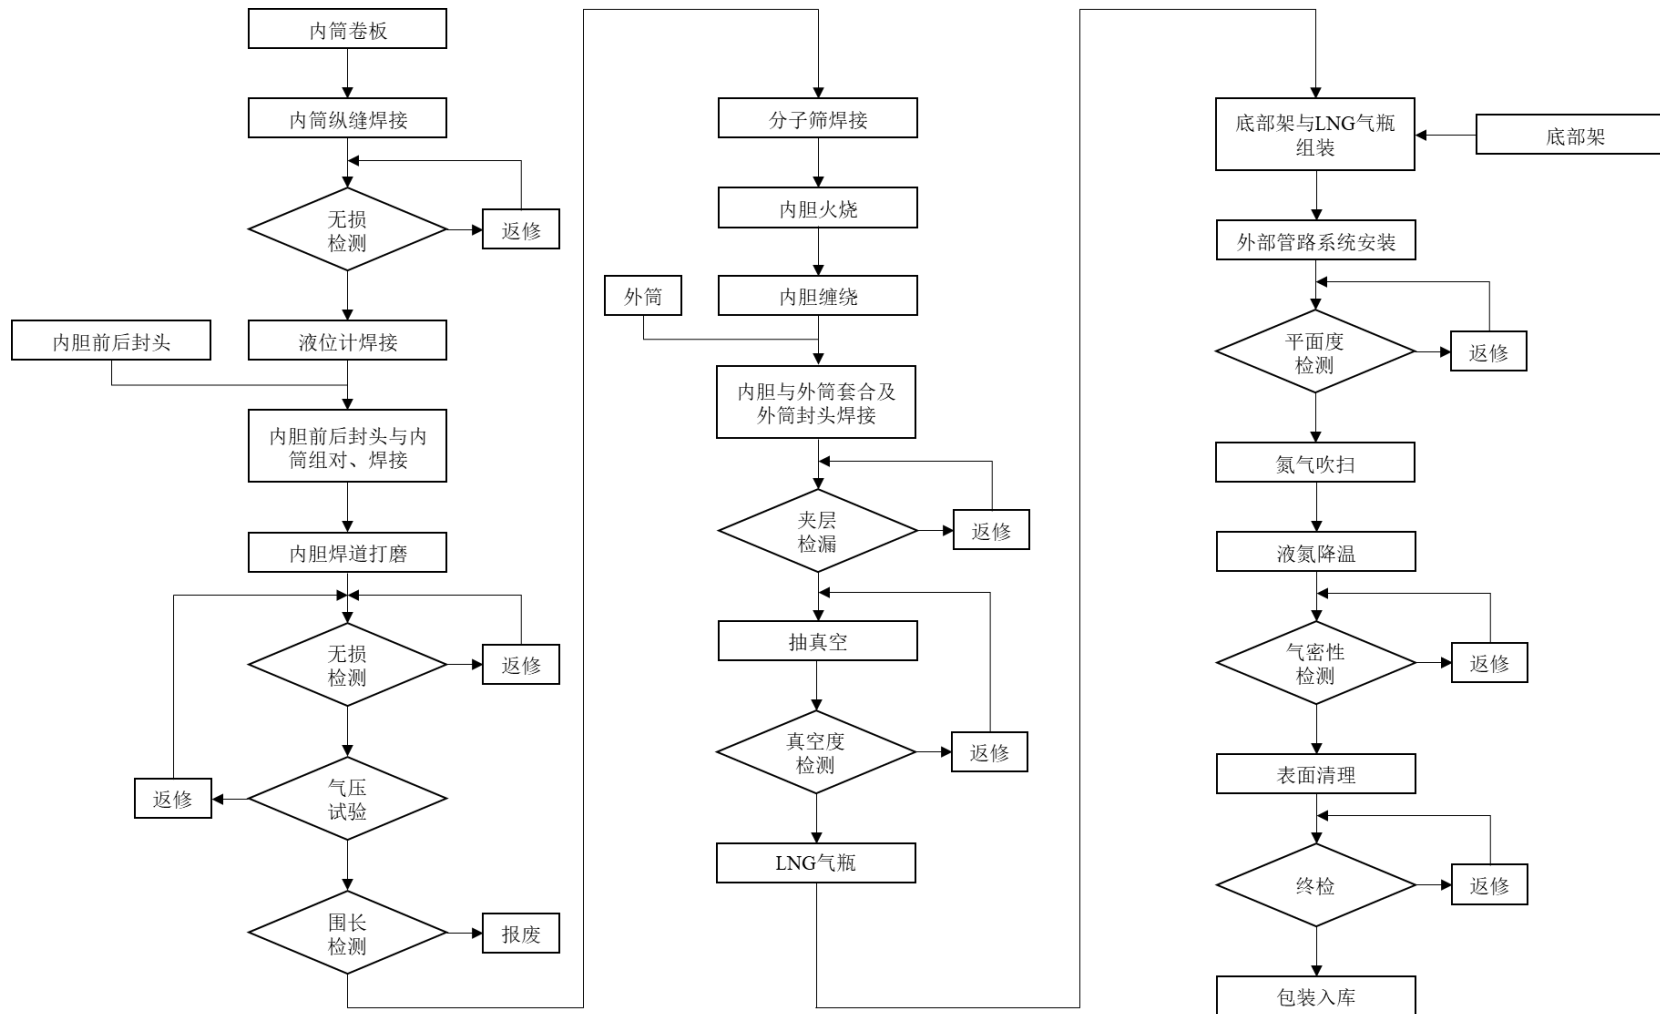 内筒卷板
内筒纵缝焊接
无损
检测
返修
内胆前后封头
液位计焊接
内胆前后封头与内
筒组对、焊接
内胆焊道打磨
无损
检测
返修
返修
气压
试验
围长
检测
报废
分子筛焊接
内胆火烧
外筒
内胆缠绕
内胆与外筒套合及
外筒封头焊接
夹层
检漏
返修
抽真空
真空度
检测
返修
LNG气瓶
底部架与LNG气瓶
组装
底部架
外部管路系统安装
平面度
检测
返修
氮气吹扫
液氮降温
气密性
检测
返修
表面清理
终检
返修
包装入库